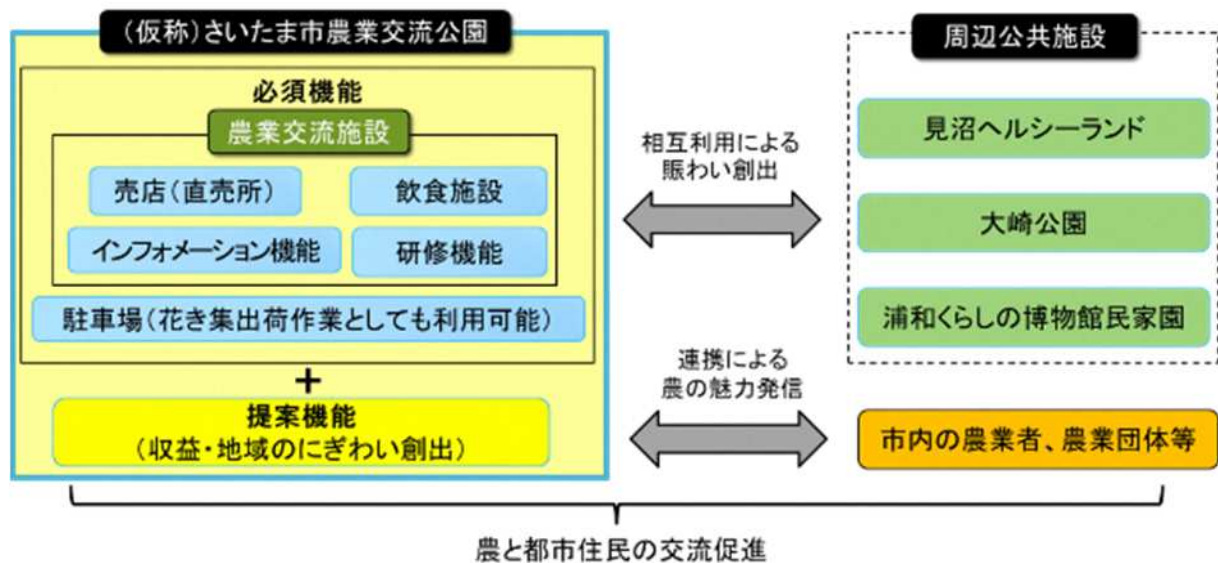 (仮称)さいたま市農業交流公園
必須機能
農業交流施設
売店(直売所)
飲食施設
インフォメーション機能
研修機能
駐車場(花き集出荷作業としても利用可能)
+
提案機能
(収益・地域のにぎわい創出)
相互利用による
賑わい創出
連携による
農の魅力発信
周辺公共施設
見沼ヘルシーランド
大崎公園
浦和くらしの博物館民家園
市内の農業者、農業団体等
農と都市住民の交流促進